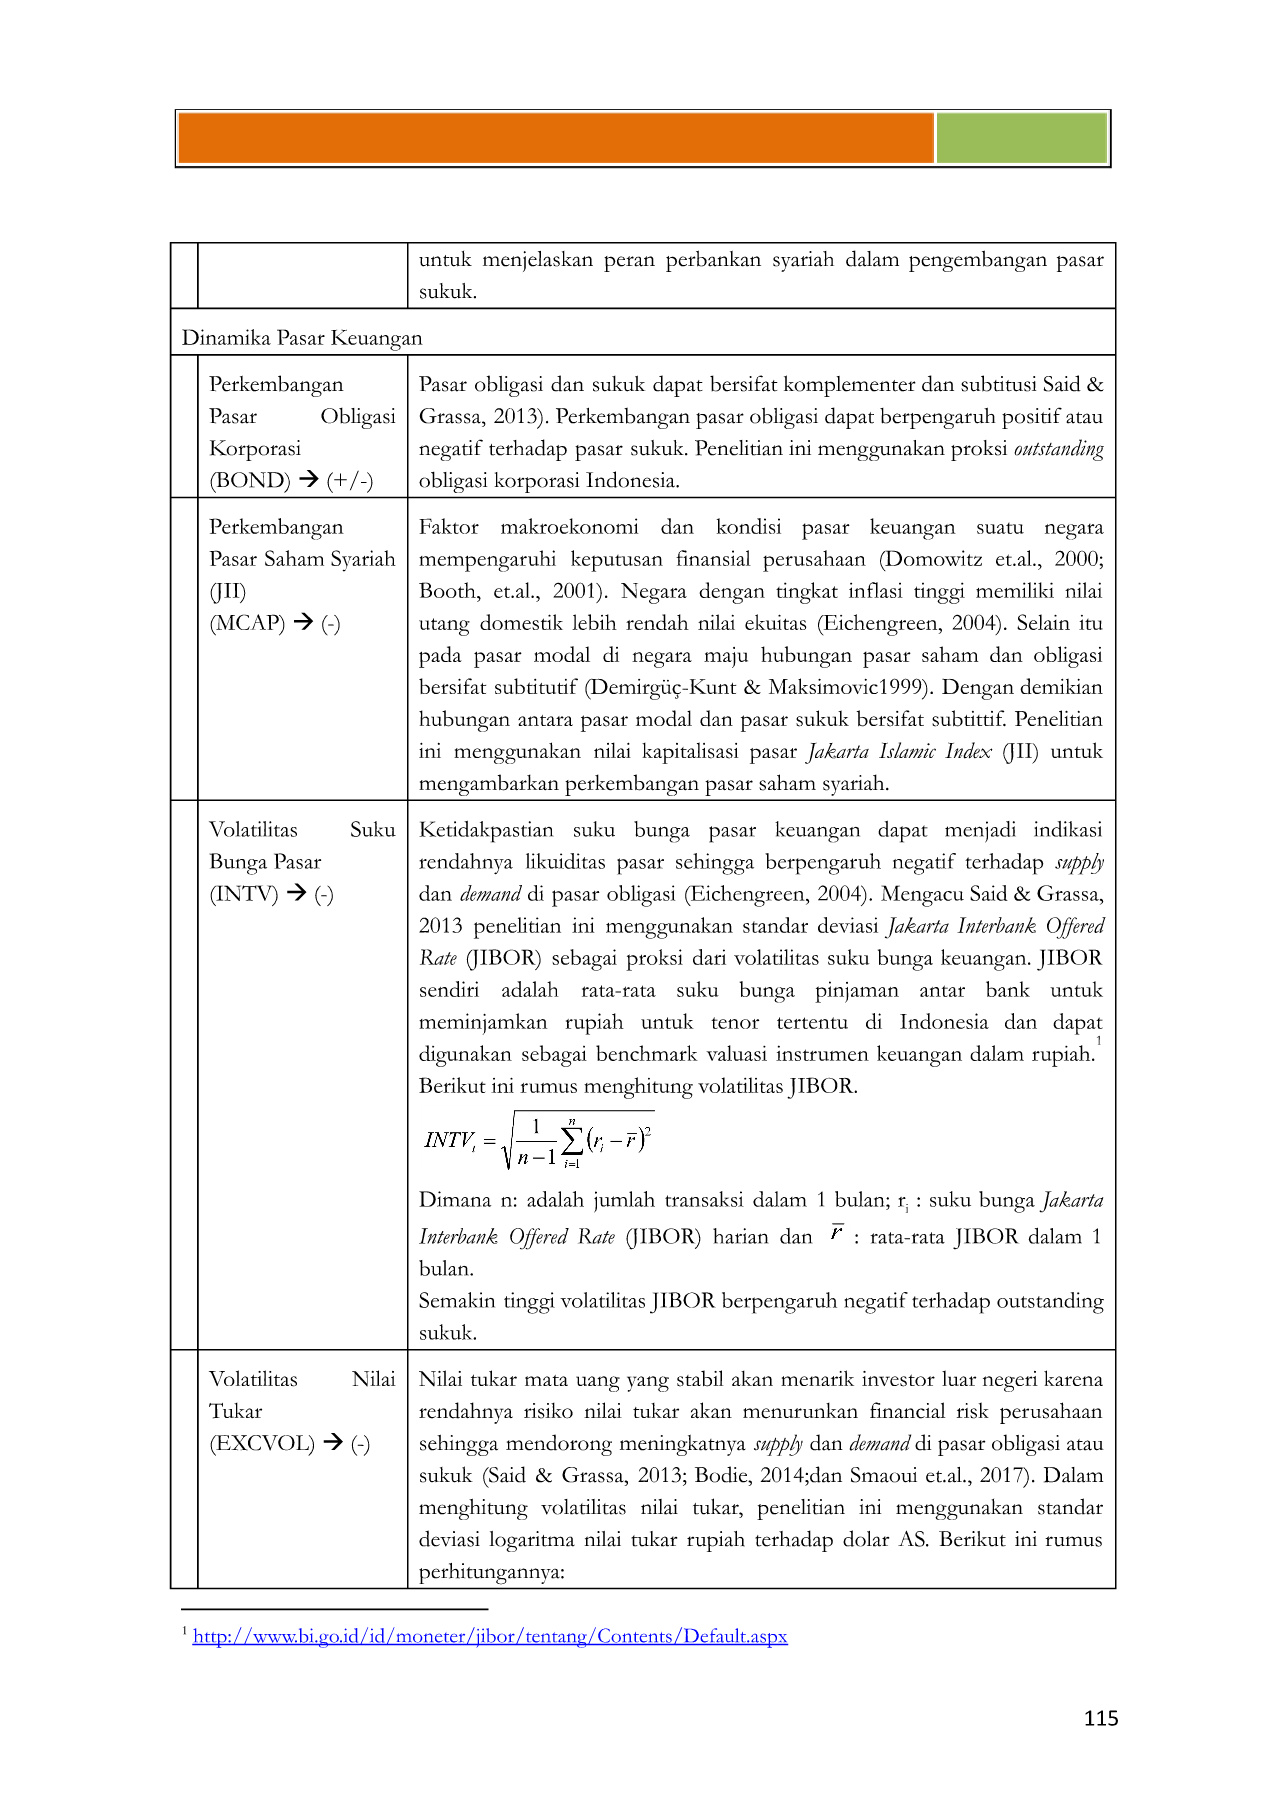 untuk menjelaskan peran perbankan syariah dalam pengembangan pasar
sukuk.
Dinamika Pasar Keuangan
Perkembangan
Pasar Obligasi
Korporasi
(BOND) → (+/-)
Pasar obligasi dan sukuk dapat bersifat komplementer dan subtitusi Said &
Grassa, 2013). Perkembangan pasar obligasi dapat berpengaruh positif atau
negatif terhadap pasar sukuk. Penelitian ini menggunakan proksi outstanding
obligasi korporasi Indonesia.
Perkembangan
Pasar Saham Syariah
(JII)
(MCAP) → (-)
Faktor makroekonomi dan kondisi pasar keuangan suatu negara
mempengaruhi keputusan finansial perusahaan (Domowitz et.al., 2000;
Booth, et.al., 2001). Negara dengan tingkat inflasi tinggi memiliki nilai
utang domestik lebih rendah nilai ekuitas (Eichengreen, 2004). Selain itu
pada pasar modal di negara maju hubungan pasar saham dan obligasi
bersifat subtitutif (Demirgüç-Kunt & Maksimovic1999). Dengan demikian
hubungan antara pasar modal dan pasar sukuk bersifat subtittif. Penelitian
ini menggunakan nilai kapitalisasi pasar Jakarta Islamic Index (JII) untuk
mengambarkan perkembangan pasar saham syariah.
Volatilitas Suku
Bunga Pasar
(INTV) → (-)
Ketidakpastian suku bunga pasar keuangan dapat menjadi indikasi
rendahnya likuiditas pasar sehingga berpengaruh negatif terhadap supply
dan demand di pasar obligasi (Eichengreen, 2004). Mengacu Said & Grassa,
2013 penelitian ini menggunakan standar deviasi Jakarta Interbank Offered
Rate (JIBOR) sebagai proksi dari volatilitas suku bunga keuangan. JIBOR
sendiri adalah rata-rata suku bunga pinjaman antar bank untuk
meminjamkan rupiah untuk tenor tertentu di Indonesia dan dapat
digunakan sebagai benchmark valuasi instrumen keuangan dalam rupiah.¹
Berikut ini rumus menghitung volatilitas JIBOR.
INTV_t = √(1/(n−1) ∑_{i=1}^{n} (r_i − r̅)²)
Dimana n: adalah jumlah transaksi dalam 1 bulan; r_i : suku bunga Jakarta
Interbank Offered Rate (JIBOR) harian dan r̅ : rata-rata JIBOR dalam 1
bulan.
Semakin tinggi volatilitas JIBOR berpengaruh negatif terhadap outstanding
sukuk.
Volatilitas Nilai
Tukar
(EXCVOL) → (-)
Nilai tukar mata uang yang stabil akan menarik investor luar negeri karena
rendahnya risiko nilai tukar akan menurunkan financial risk perusahaan
sehingga mendorong meningkatnya supply dan demand di pasar obligasi atau
sukuk (Said & Grassa, 2013; Bodie, 2014;dan Smaoui et.al., 2017). Dalam
menghitung volatilitas nilai tukar, penelitian ini menggunakan standar
deviasi logaritma nilai tukar rupiah terhadap dolar AS. Berikut ini rumus
perhitungannya:
¹ http://www.bi.go.id/id/moneter/jibor/tentang/Contents/Default.aspx
115